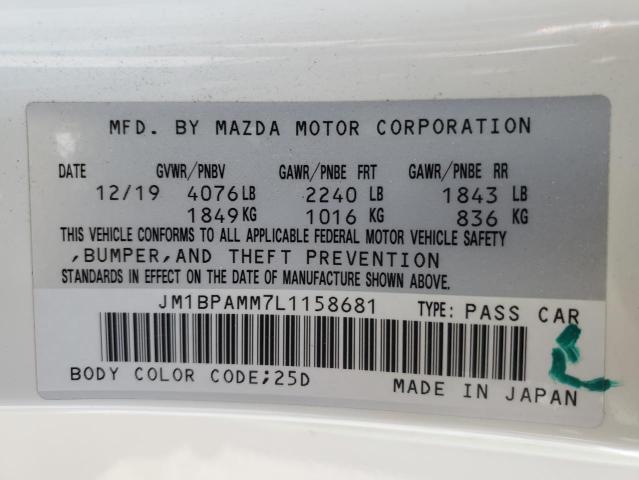 MFD. BY MAZDA MOTOR CORPORATION
DATE GVWR/PNBV GAWR/PNBE FRT GAWR/PNBE RR
12/19 4076LB 2240 LB 1843 LB
1849KG 1016 KG 836 KG
THIS VEHICLE CONFORMS TO ALL APPLICABLE FEDERAL MOTOR VEHICLE SAFETY
,BUMPER,AND THEFT PREVENTION
STANDARDS IN EFFECT ON THE DATE OF MANUFACTURE SHOWN ABOVE.
JM1BPAMM7L1158681 TYPE: PASS CAR
BODY COLOR CODE;25D MADE IN JAPAN